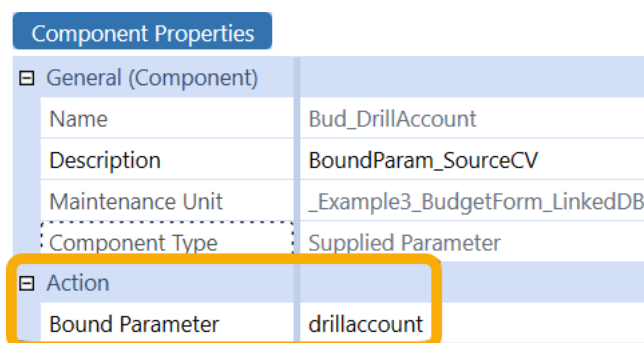 Component Properties
General (Component)
Name Bud_DrillAccount
Description BoundParam_SourceCV
Maintenance Unit _Example3_BudgetForm_LinkedDB
Component Type Supplied Parameter
Action
Bound Parameter drillaccount